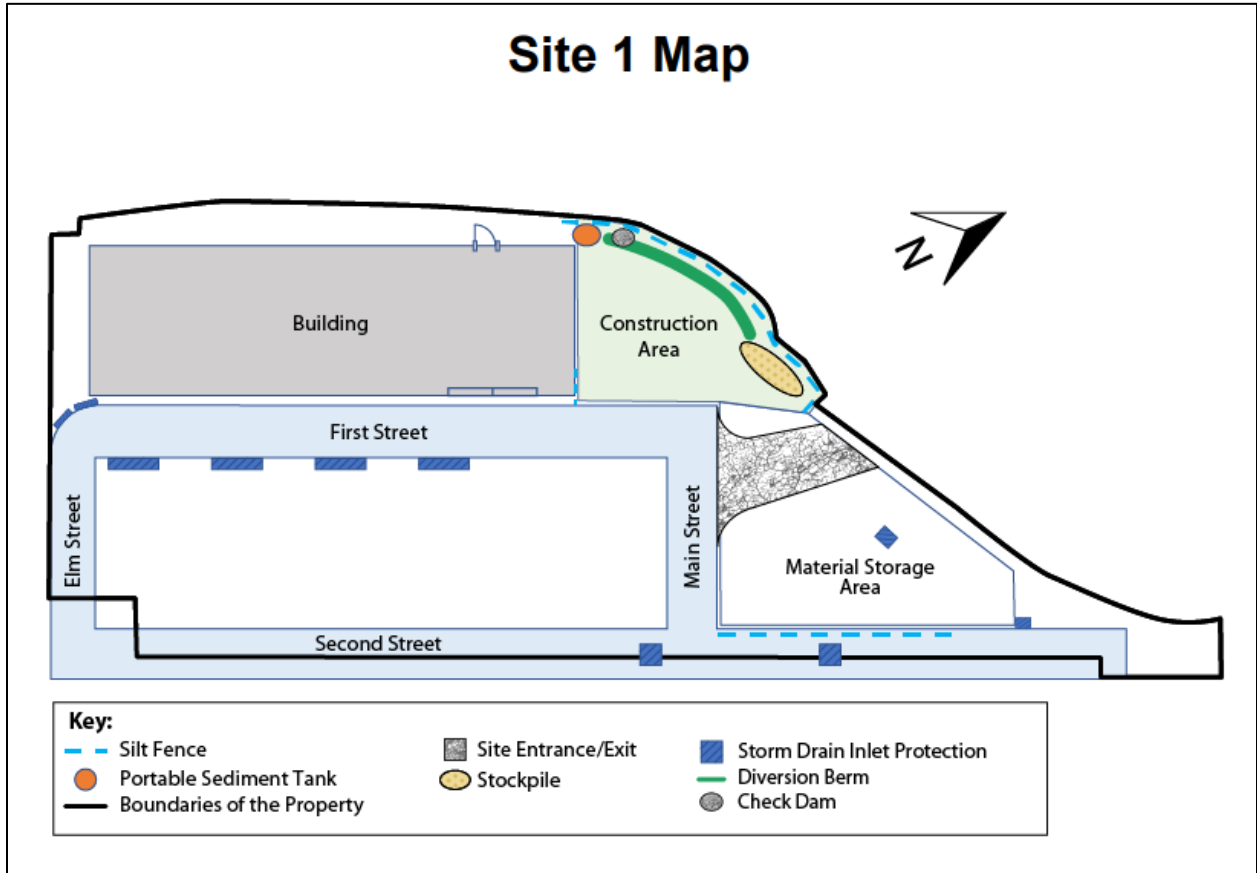 Site 1 Map
N
Building
Construction
Area
First Street
Elm Street
Main Street
Material Storage
Area
Second Street
Key:
Silt Fence
Site Entrance/Exit
Storm Drain Inlet Protection
Portable Sediment Tank
Stockpile
Diversion Berm
Boundaries of the Property
Check Dam